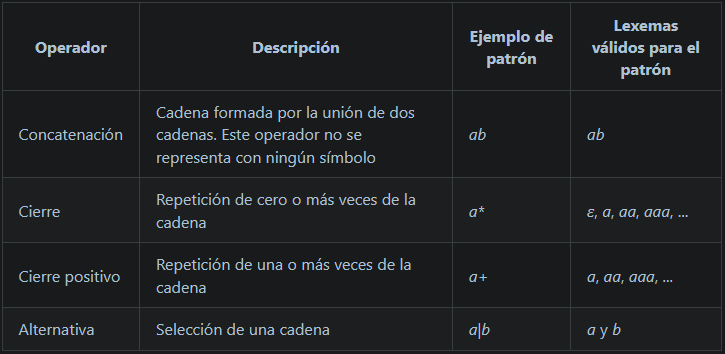 Operador
Descripción
Ejemplo de
patrón
Lexemas
válidos para el
patrón
Concatenación
Cadena formada por la unión de dos
cadenas. Este operador no se
representa con ningún símbolo
ab
ab
Cierre
Repetición de cero o más veces de la
cadena
a*
ε, a, aa, aaa, ...
Cierre positivo
Repetición de una o más veces de la
cadena
a+
a, aa, aaa, ...
Alternativa
Selección de una cadena
a|b
a y b